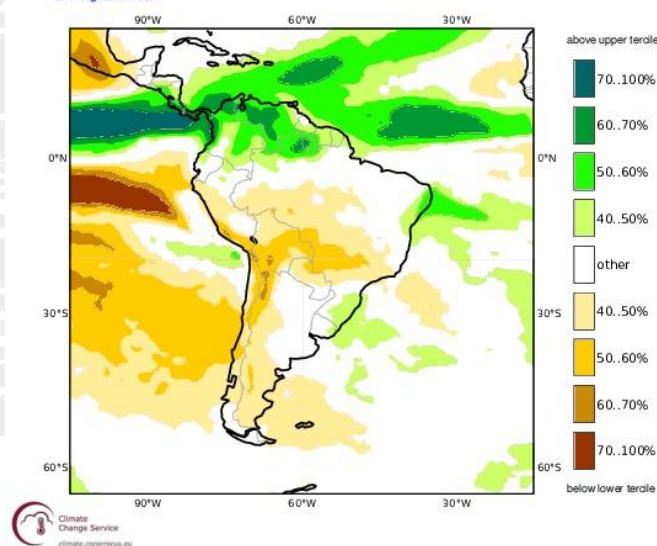 90°W 60°W 30°W
above upper tercile
70..100%
60..70%
0°N 0°N
50..60%
40..50%
other
30°S 30°S
40..50%
50..60%
60..70%
70..100%
60°S 60°S
below lower tercile
90°W 60°W 30°W
Climate
Change Service
climate.copernicus.eu